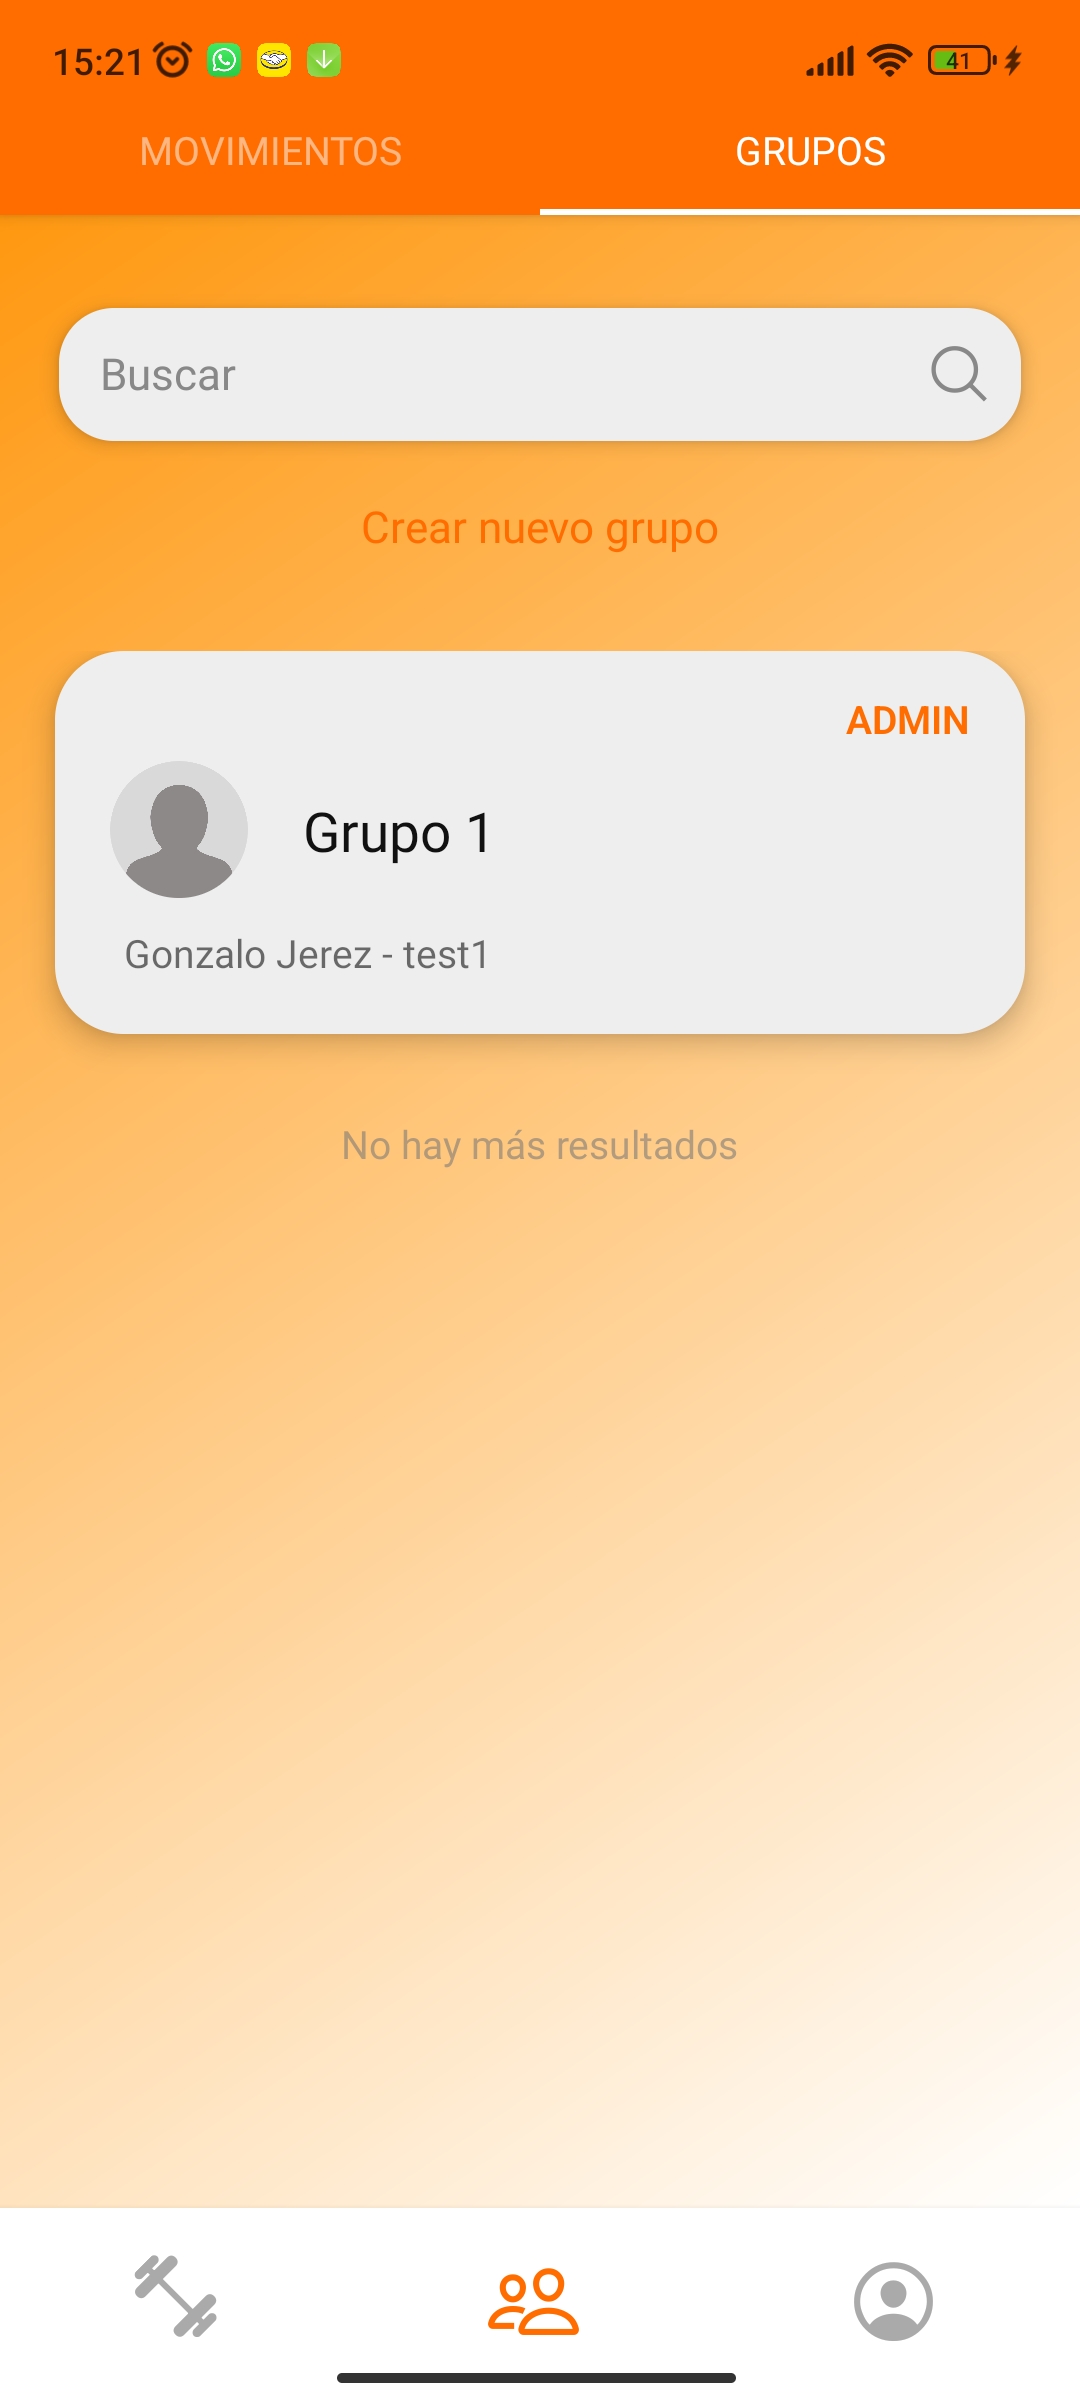 15:21
41
MOVIMIENTOS
GRUPOS
Buscar
Crear nuevo grupo
ADMIN
Grupo 1
Gonzalo Jerez - test1
No hay más resultados